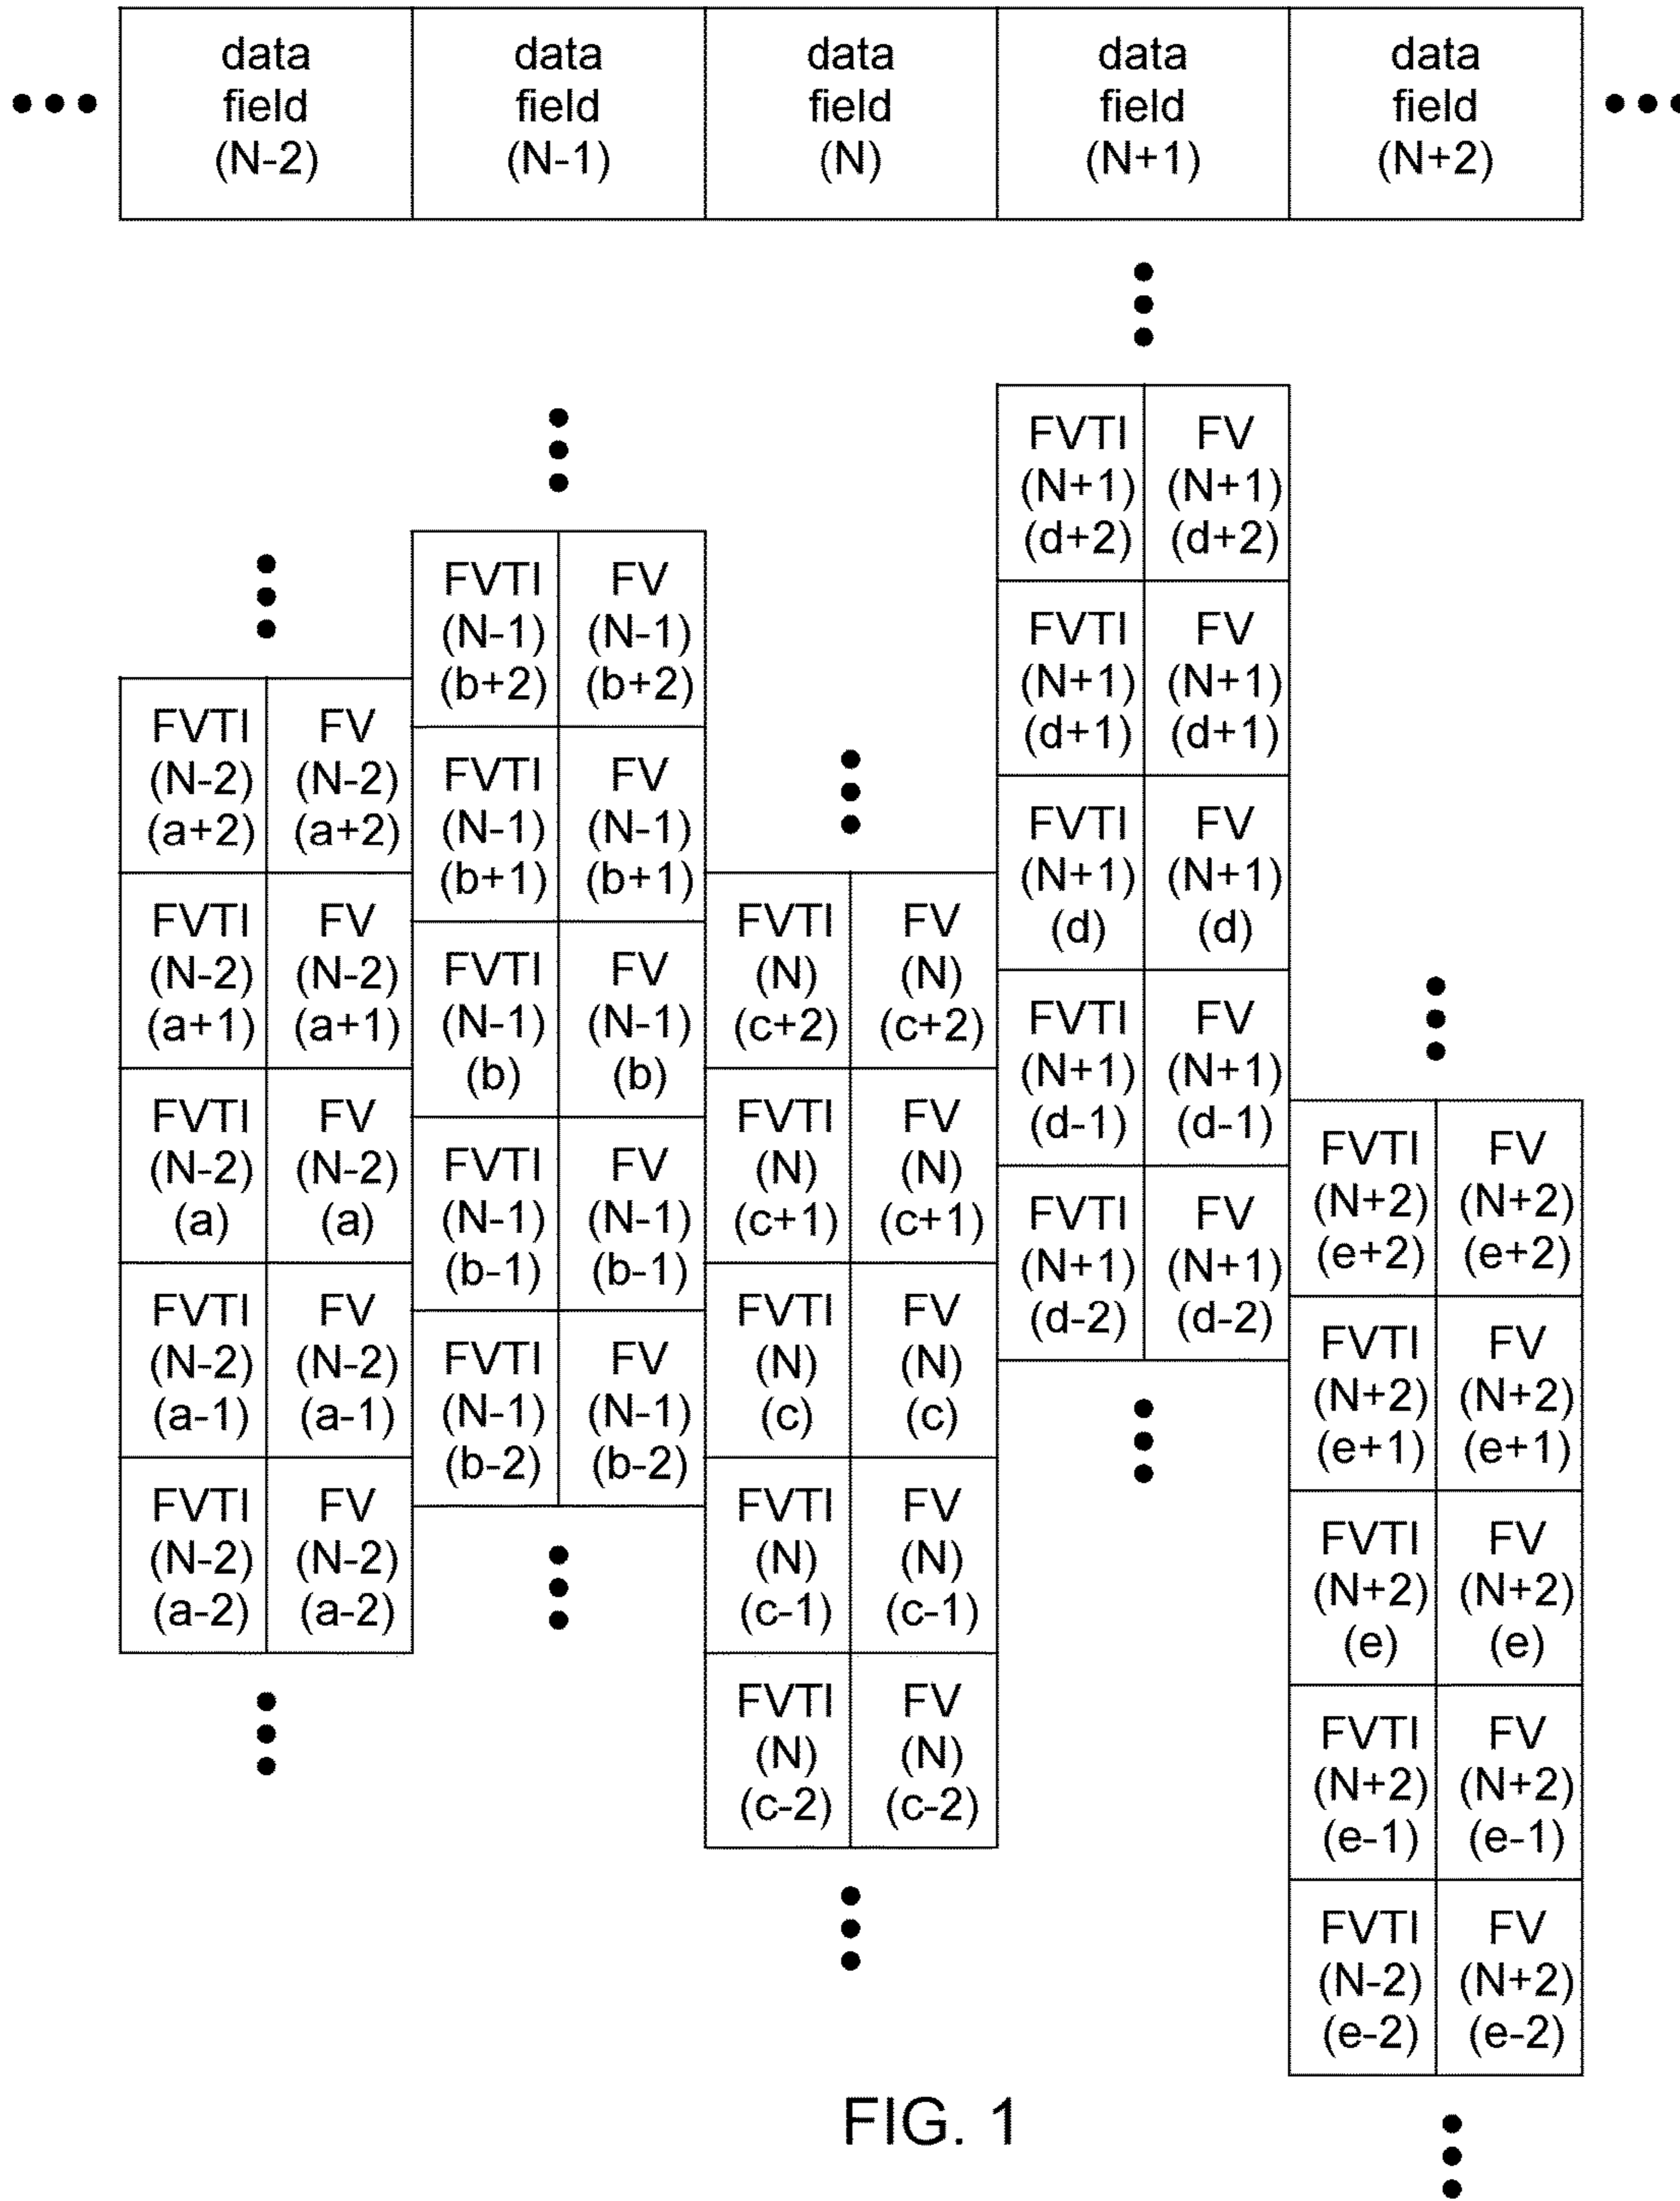 data
field
(N-2)
data
field
(N-1)
data
field
(N)
data
field
(N+1)
data
field
(N+2)
FVTI
(N-2)
(a+2)
FV
(N-2)
(a+2)
FVTI
(N-2)
(a+1)
FV
(N-2)
(a+1)
FVTI
(N-2)
(a)
FV
(N-2)
(a)
FVTI
(N-2)
(a-1)
FV
(N-2)
(a-1)
FVTI
(N-2)
(a-2)
FV
(N-2)
(a-2)
FVTI
(N-1)
(b+2)
FV
(N-1)
(b+2)
FVTI
(N-1)
(b+1)
FV
(N-1)
(b+1)
FVTI
(N-1)
(b)
FV
(N-1)
(b)
FVTI
(N-1)
(b-1)
FV
(N-1)
(b-1)
FVTI
(N-1)
(b-2)
FV
(N-1)
(b-2)
FVTI
(N)
(c+2)
FV
(N)
(c+2)
FVTI
(N)
(c+1)
FV
(N)
(c+1)
FVTI
(N)
(c)
FV
(N)
(c)
FVTI
(N)
(c-1)
FV
(N)
(c-1)
FVTI
(N)
(c-2)
FV
(N)
(c-2)
FVTI
(N+1)
(d+2)
FV
(N+1)
(d+2)
FVTI
(N+1)
(d+1)
FV
(N+1)
(d+1)
FVTI
(N+1)
(d)
FV
(N+1)
(d)
FVTI
(N+1)
(d-1)
FV
(N+1)
(d-1)
FVTI
(N+1)
(d-2)
FV
(N+1)
(d-2)
FVTI
(N+2)
(e+2)
FV
(N+2)
(e+2)
FVTI
(N+2)
(e+1)
FV
(N+2)
(e+1)
FVTI
(N+2)
(e)
FV
(N+2)
(e)
FVTI
(N+2)
(e-1)
FV
(N+2)
(e-1)
FVTI
(N-2)
(e-2)
FV
(N+2)
(e-2)
FIG. 1